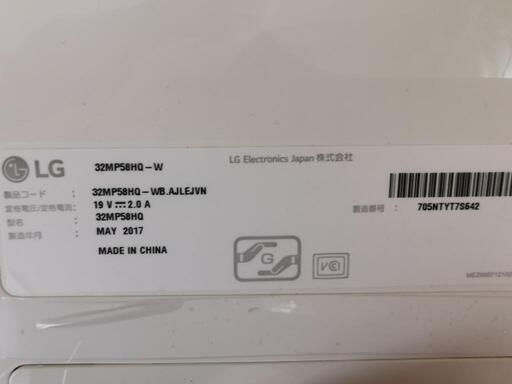 LG 32MP58HQ-W LG Electronics Japan 株式会社
製品コード : 32MP58HQ-WB.AJLEJVN
定格電圧/定格電流: 19 V⎓2.0 A
型名 : 32MP58HQ
製造年月 : MAY 2017
MADE IN CHINA
製造番号 : 705NTYT7S642
G
VCCI